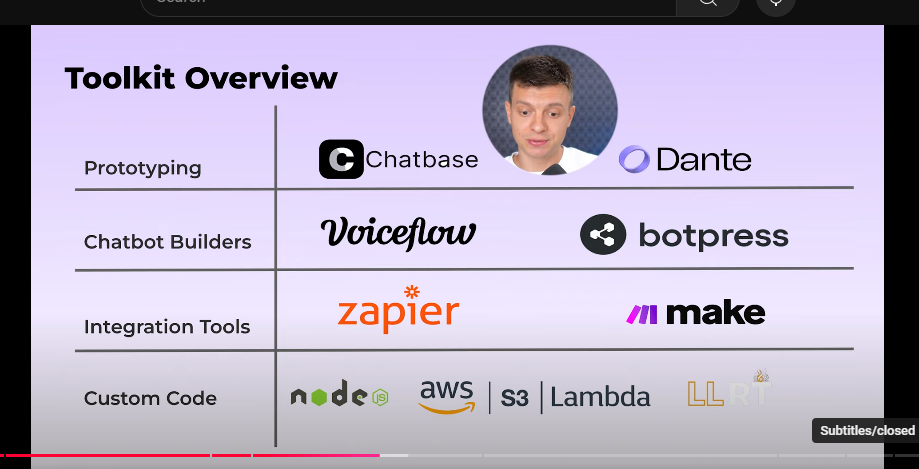 Search
Toolkit Overview
Prototyping
C Chatbase
Dante
Chatbot Builders
Voiceflow
botpress
Integration Tools
zapier
make
Custom Code
node JS
aws | S3 | Lambda
LLRT
Subtitles/closed